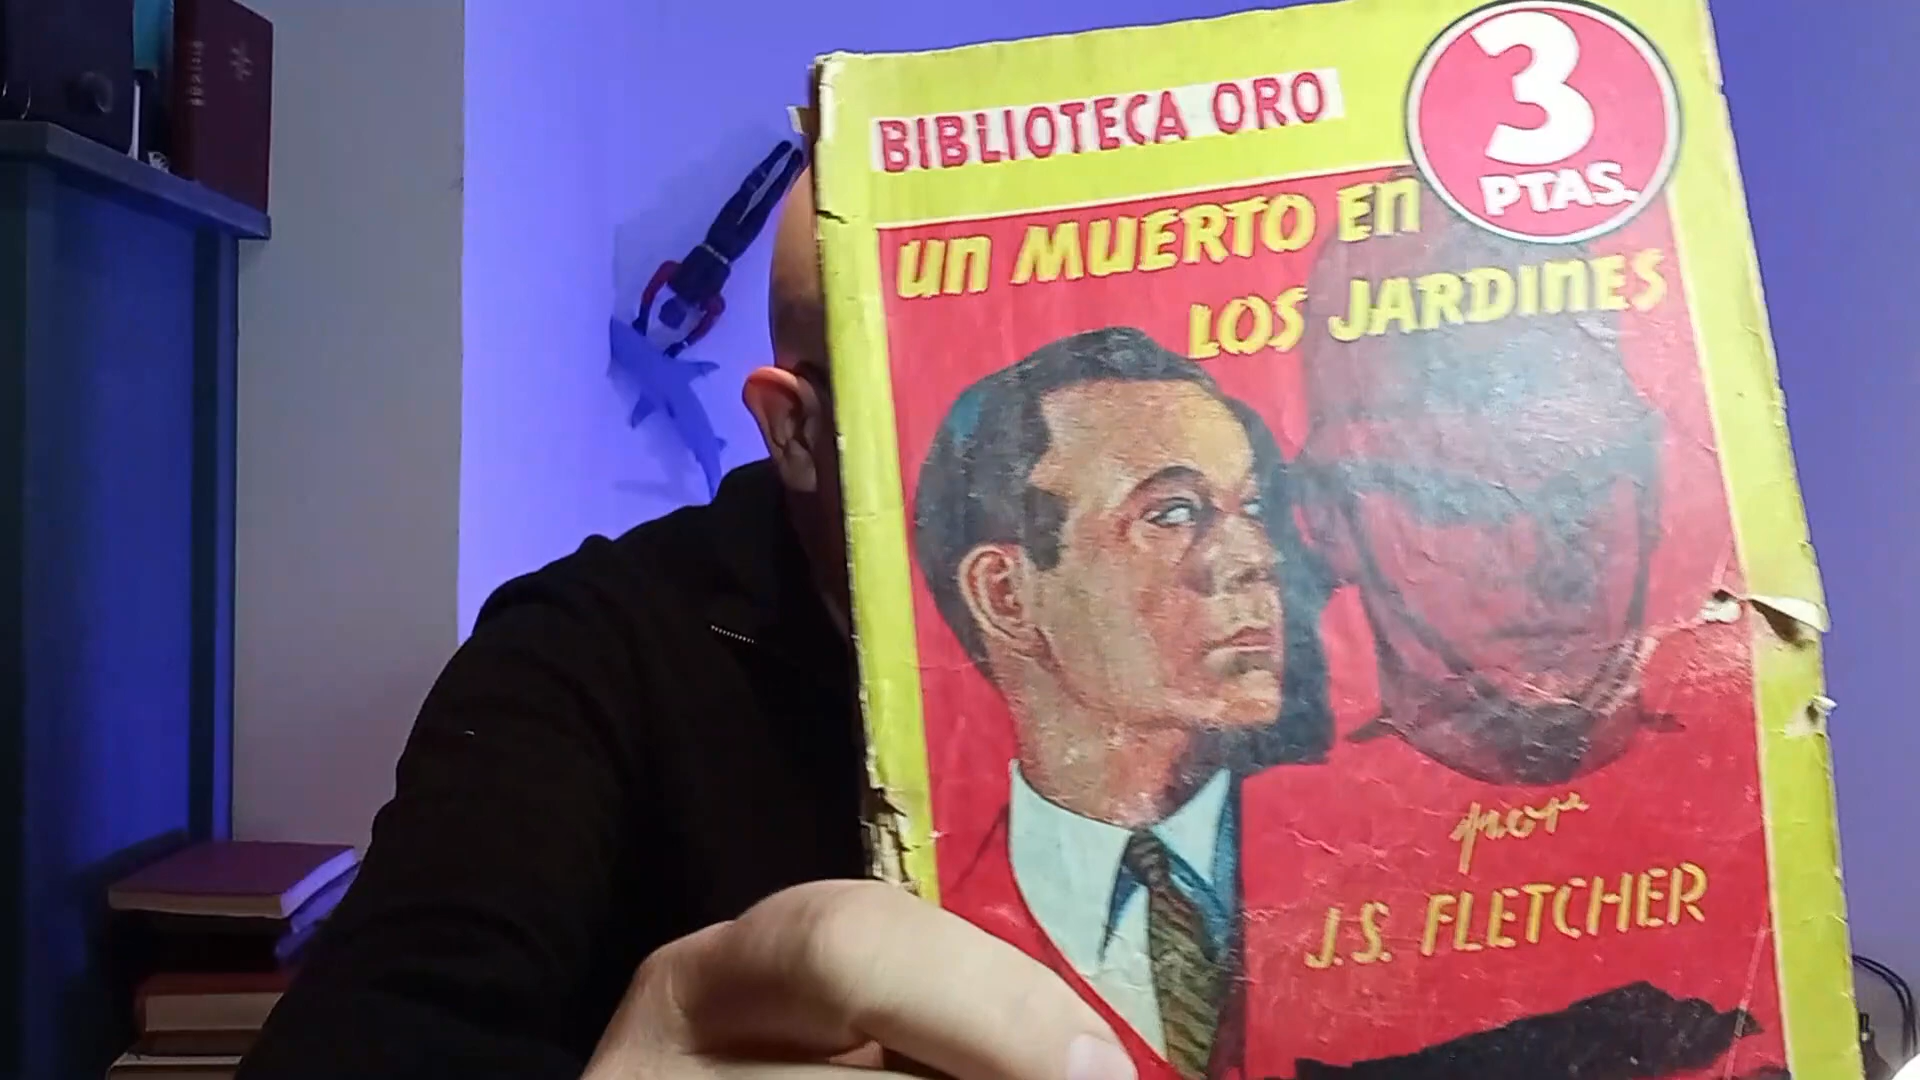 BIBLIOTECA ORO
3
PTAS.
un MUERTO En
LOS JARDInES
por
J.S. FLETCHER